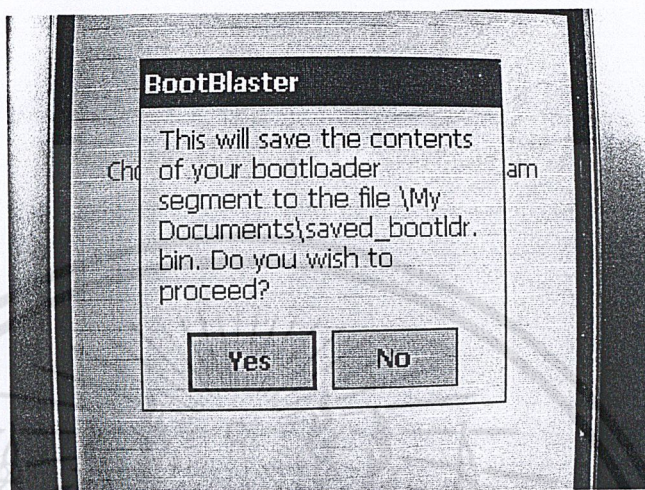 BootBlaster
This will save the contents
of your bootloader
segment to the file \My
Documents\saved_bootldr.
bin. Do you wish to
proceed?
Yes No